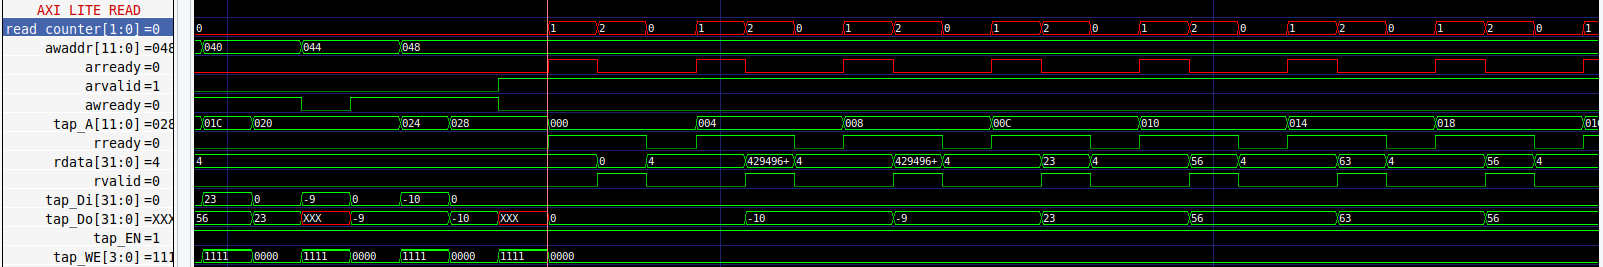 AXI LITE READ
read_counter[1:0]=0 0 1 2 0 1 2 0 1 2 0 1 2 0 1 2 0 1 2 0 1 2 0 1
awaddr[11:0]=048 040 044 048
arready=0
arvalid=1
awready=0
tap_A[11:0]=028 01C 020 024 028 000 004 008 00C 010 014 018
rready=0
rdata[31:0]=4 4 0 4 429496+ 4 429496+ 4 23 4 56 4 63 4 56 4
rvalid=0
tap_Di[31:0]=0 23 0 -9 0 -10 0
tap_Do[31:0]=XXX 56 23 XXX -9 -10 XXX 0 -10 -9 23 56 63 56
tap_EN=1
tap_WE[3:0]=111 1111 0000 1111 0000 1111 0000 1111 0000